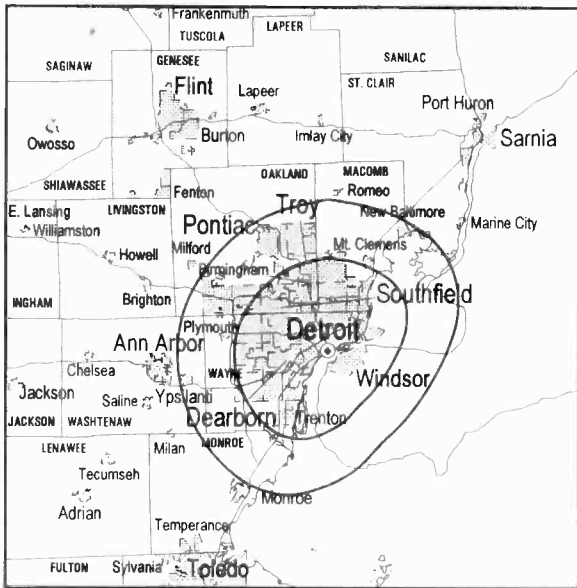 Frankenmuth
LAPEER
TUSCOLA
SAGINAW
GENESEE
SANILAC
Flint
Lapeer
ST. CLAIR
Port Huron
Owosso
Burton
Imlay City
Sarnia
OAKLAND
MACOMB
SHIAWASSEE
Fenton
Romeo
E. Lansing
LIVINGSTON
Troy
New Baltimore
Williamston
Pontiac
Marine City
Howell
Milford
Mt. Clemens
Birmingham
INGHAM
Brighton
Southfield
Plymouth
Detroit
Ann Arbor
Chelsea
WAYNE
Windsor
Jackson
Saline
Ypsilanti
JACKSON
WASHTENAW
Dearborn
Trenton
LENAWEE
Milan
MONROE
Tecumseh
Monroe
Adrian
Temperance
FULTON
Sylvania
Toledo